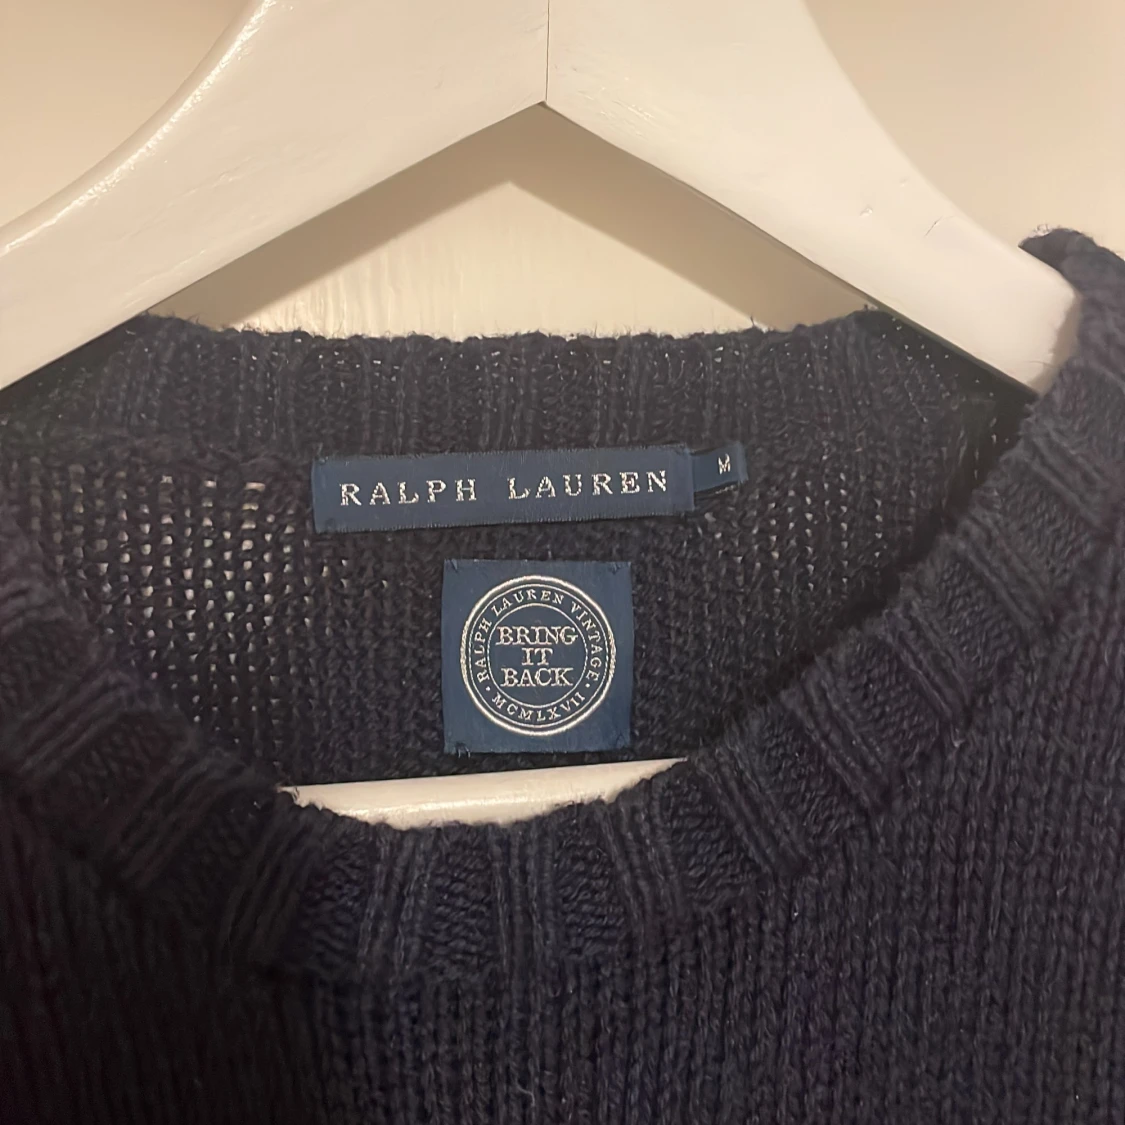 RALPH LAUREN
M
RALPH LAUREN VINTAGE
BRING
IT
BACK
· MCMLXVII ·